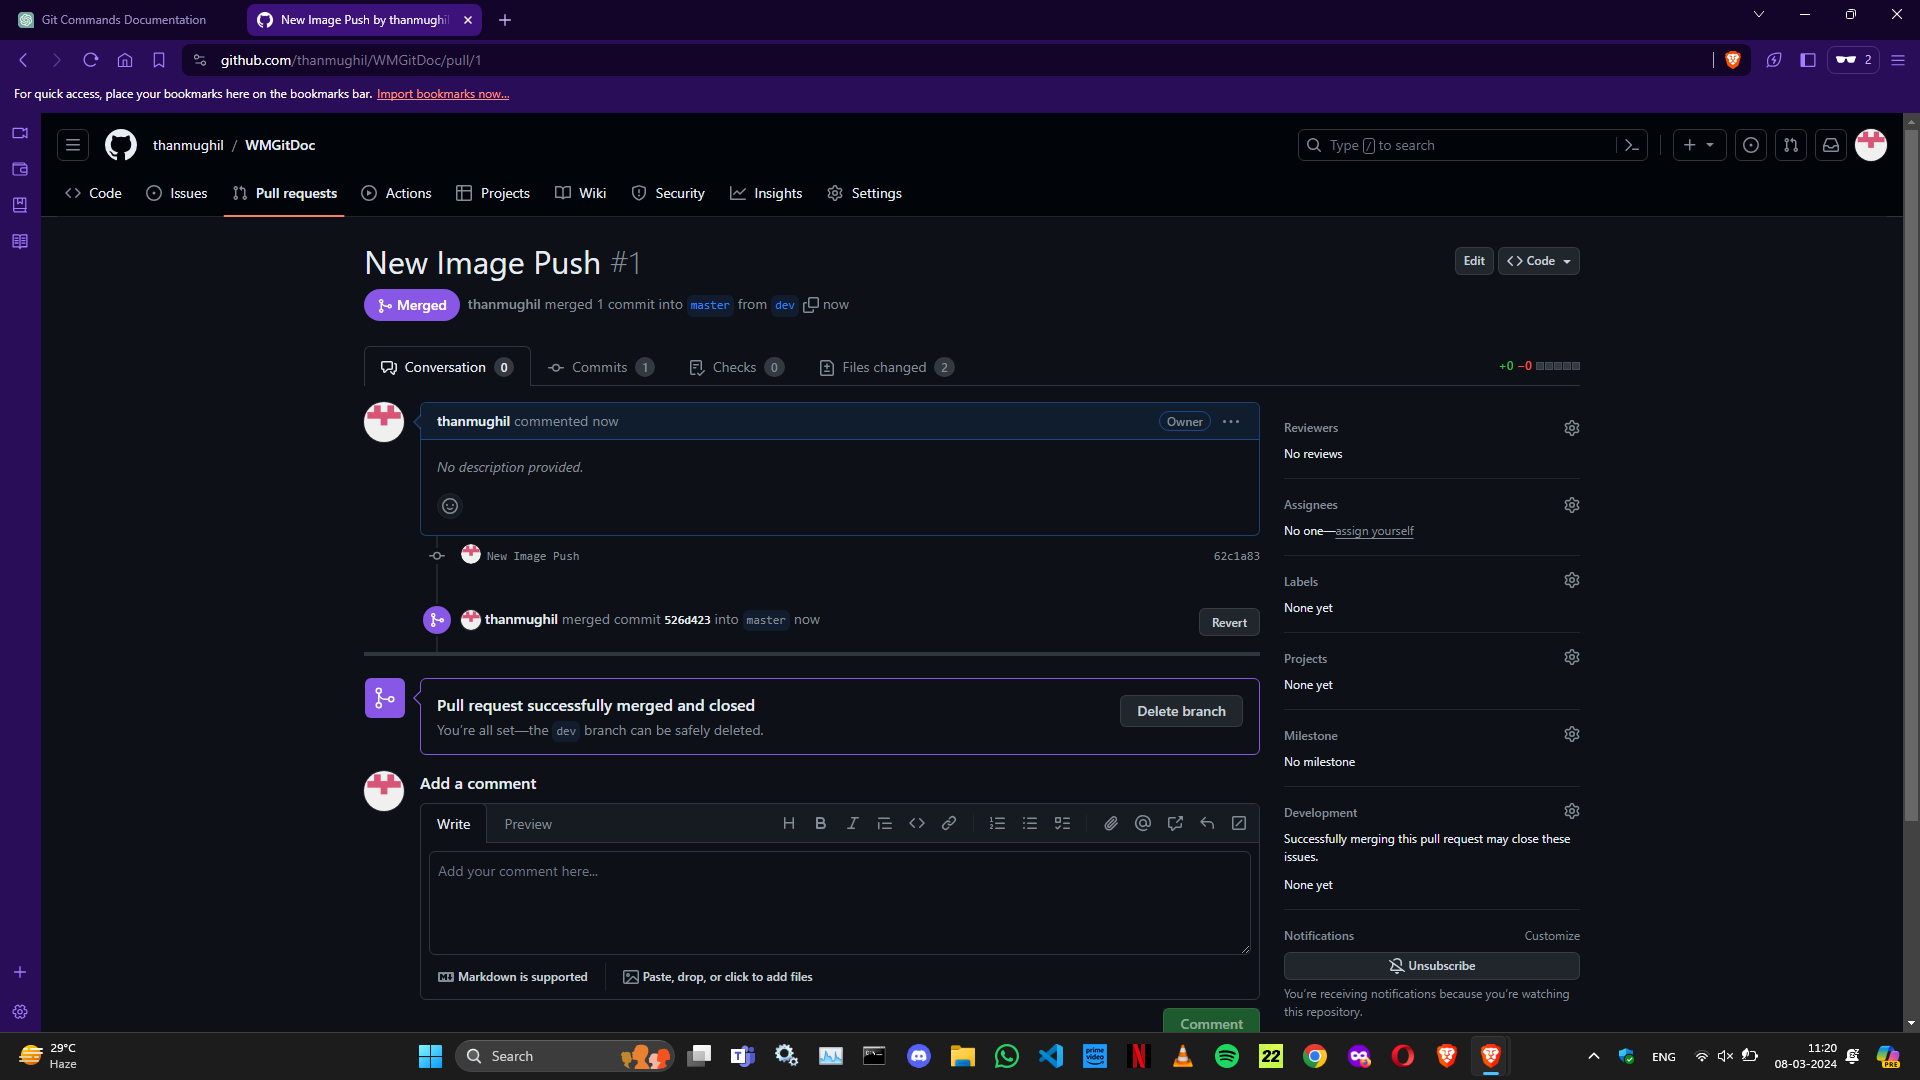 Git Commands Documentation
New Image Push by thanmughil
github.com/thanmughil/WMGitDoc/pull/1
2
For quick access, place your bookmarks here on the bookmarks bar. Import bookmarks now...
thanmughil / WMGitDoc
Type / to search
Code
Issues
Pull requests
Actions
Projects
Wiki
Security
Insights
Settings
New Image Push #1
Edit
Code
Merged
thanmughil merged 1 commit into master from dev now
Conversation 0
Commits 1
Checks 0
Files changed 2
+0 −0
thanmughil commented now
Owner
No description provided.
New Image Push
62c1a83
thanmughil merged commit 526d423 into master now
Revert
Pull request successfully merged and closed
You're all set—the dev branch can be safely deleted.
Delete branch
Add a comment
Write
Preview
Add your comment here...
Markdown is supported
Paste, drop, or click to add files
Comment
Reviewers
No reviews
Assignees
No one—assign yourself
Labels
None yet
Projects
None yet
Milestone
No milestone
Development
Successfully merging this pull request may close these
issues.
None yet
Notifications
Customize
Unsubscribe
You're receiving notifications because you're watching
this repository.
29°C
Haze
Search
prime video
22
ENG
11:20
08-03-2024
PRE